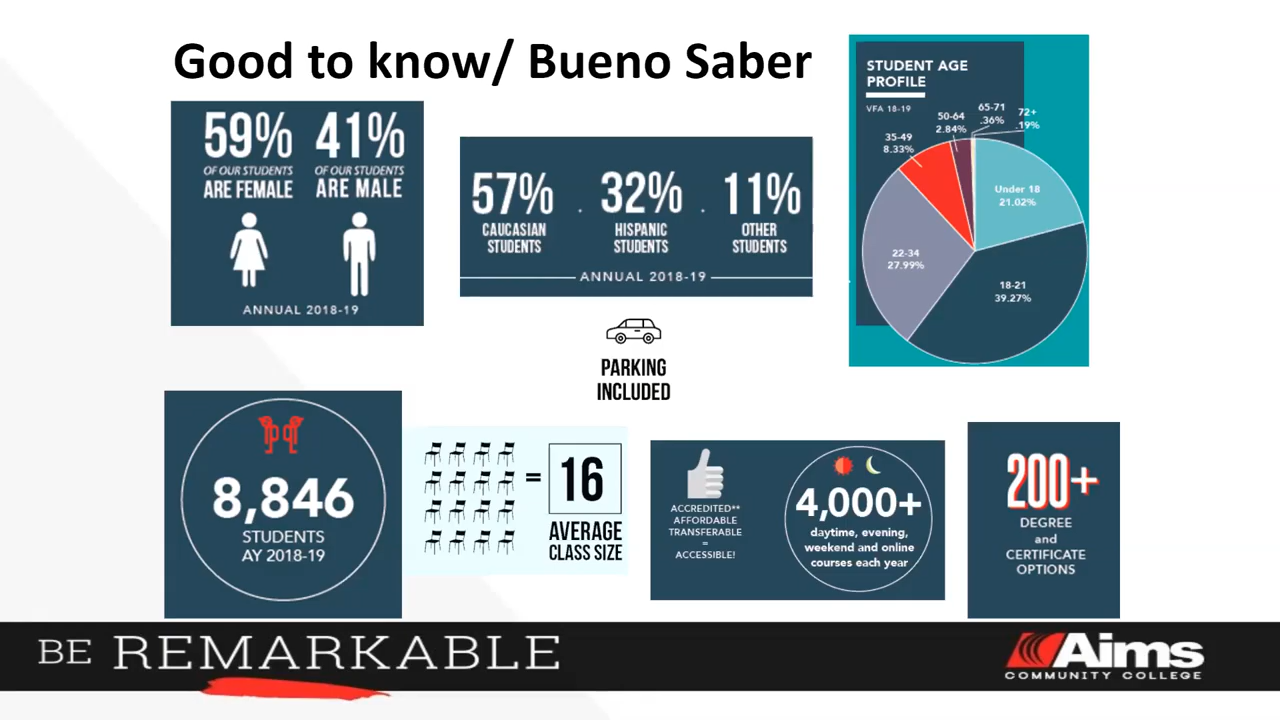 Good to know/ Bueno Saber
59%
OF OUR STUDENTS
ARE FEMALE
41%
OF OUR STUDENTS
ARE MALE
ANNUAL 2018-19
57%
CAUCASIAN
STUDENTS
32%
HISPANIC
STUDENTS
11%
OTHER
STUDENTS
ANNUAL 2018-19
STUDENT AGE
PROFILE
VFA 18-19
35-49
8.33%
50-64
2.84%
65-71
.36%
72+
.19%
Under 18
21.02%
22-34
27.99%
18-21
39.27%
PARKING
INCLUDED
8,846
STUDENTS
AY 2018-19
= 16
AVERAGE
CLASS SIZE
ACCREDITED**
AFFORDABLE
TRANSFERABLE
=
ACCESSIBLE!
4,000+
daytime, evening,
weekend and online
courses each year
200+
DEGREE
and
CERTIFICATE
OPTIONS
BE REMARKABLE
Aims
COMMUNITY COLLEGE